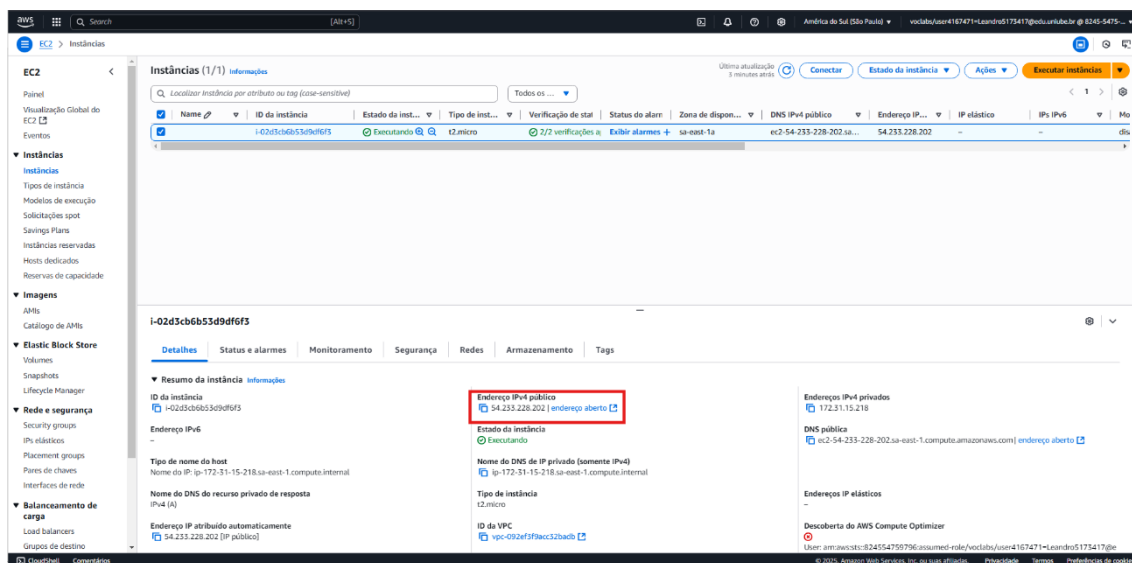 aws Search [Alt+S] América do Sul (São Paulo) voclabs/user4167471=Leandro5173417@edu.uniube.br @ 8245-5475-...
EC2 > Instâncias
EC2
Painel
Visualização Global do
EC2
Eventos
Instâncias
Instâncias
Tipos de instância
Modelos de execução
Solicitações spot
Savings Plans
Instâncias reservadas
Hosts dedicados
Reservas de capacidade
Imagens
AMIs
Catálogo de AMIs
Elastic Block Store
Volumes
Snapshots
Lifecycle Manager
Rede e segurança
Security groups
IPs elásticos
Placement groups
Pares de chaves
Interfaces de rede
Balanceamento de
carga
Load balancers
Grupos de destino
Instâncias (1/1) Informações
Última atualização
3 minutes atrás
Conectar Estado da instância Ações Executar instâncias
Localizar Instância por atributo ou tag (case-sensitive) Todos os ... 1
Name ID da instância Estado da inst... Tipo de inst... Verificação de stat Status do alarm Zona de dispon... DNS IPv4 público Endereço IP... IP elástico IPs IPv6 Mo
i-02d3cb6b53d9df6f3 Executando t2.micro 2/2 verificações a Exibir alarmes + sa-east-1a ec2-54-233-228-202.sa... 54.233.228.202 – – dis
i-02d3cb6b53d9df6f3
Detalhes Status e alarmes Monitoramento Segurança Redes Armazenamento Tags
Resumo da instância Informações
ID da instância
i-02d3cb6b53d9df6f3
Endereço IPv4 público
54.233.228.202 | endereço aberto
Endereços IPv4 privados
172.31.15.218
Endereço IPv6
–
Estado da instância
Executando
DNS pública
ec2-54-233-228-202.sa-east-1.compute.amazonaws.com | endereço aberto
Tipo de nome do host
Nome do IP: ip-172-31-15-218.sa-east-1.compute.internal
Nome do DNS de IP privado (somente IPv4)
ip-172-31-15-218.sa-east-1.compute.internal
Nome do DNS do recurso privado de resposta
IPv4 (A)
Tipo de instância
t2.micro
Endereços IP elásticos
–
Endereço IP atribuído automaticamente
54.233.228.202 [IP público]
ID da VPC
vpc-092ef3f9acc32badb
Descoberta do AWS Compute Optimizer
User: arn:aws:sts::824554759796:assumed-role/voclabs/user4167471=Leandro5173417@e
CloudShell Comentários © 2025, Amazon Web Services, Inc. ou suas afiliadas. Privacidade Termos Preferências de cookies